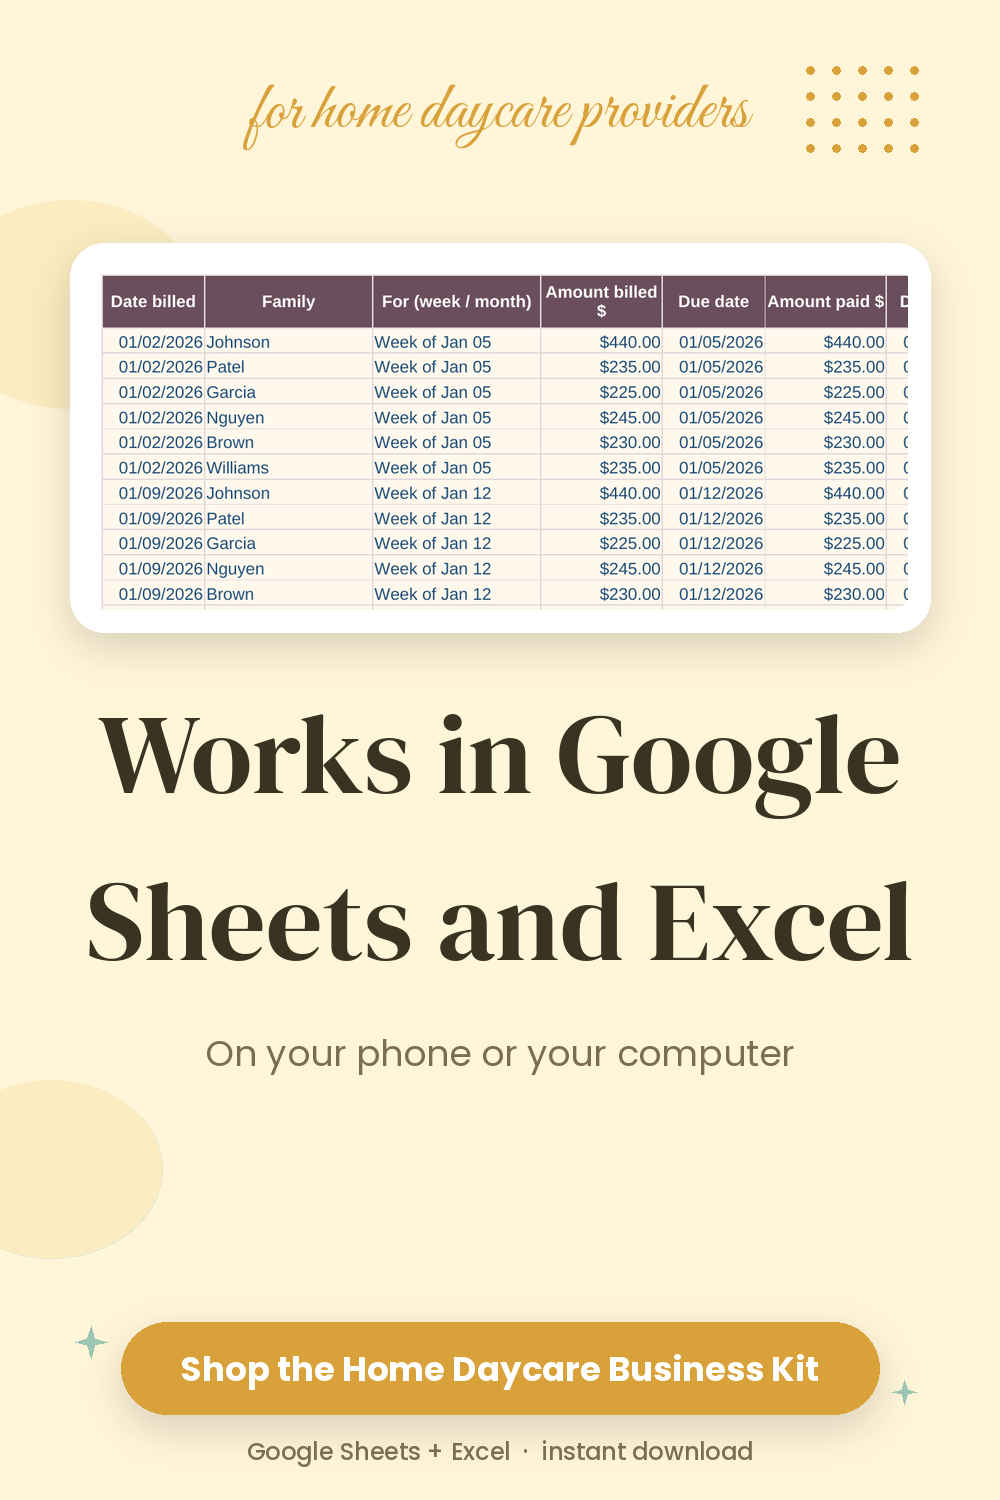 for home daycare providers
Date billed Family For (week / month) Amount billed $ Due date Amount paid $ D
01/02/2026 Johnson Week of Jan 05 $440.00 01/05/2026 $440.00
01/02/2026 Patel Week of Jan 05 $235.00 01/05/2026 $235.00
01/02/2026 Garcia Week of Jan 05 $225.00 01/05/2026 $225.00
01/02/2026 Nguyen Week of Jan 05 $245.00 01/05/2026 $245.00
01/02/2026 Brown Week of Jan 05 $230.00 01/05/2026 $230.00
01/02/2026 Williams Week of Jan 05 $235.00 01/05/2026 $235.00
01/09/2026 Johnson Week of Jan 12 $440.00 01/12/2026 $440.00
01/09/2026 Patel Week of Jan 12 $235.00 01/12/2026 $235.00
01/09/2026 Garcia Week of Jan 12 $225.00 01/12/2026 $225.00
01/09/2026 Nguyen Week of Jan 12 $245.00 01/12/2026 $245.00
01/09/2026 Brown Week of Jan 12 $230.00 01/12/2026 $230.00
Works in Google
Sheets and Excel
On your phone or your computer
Shop the Home Daycare Business Kit
Google Sheets + Excel · instant download